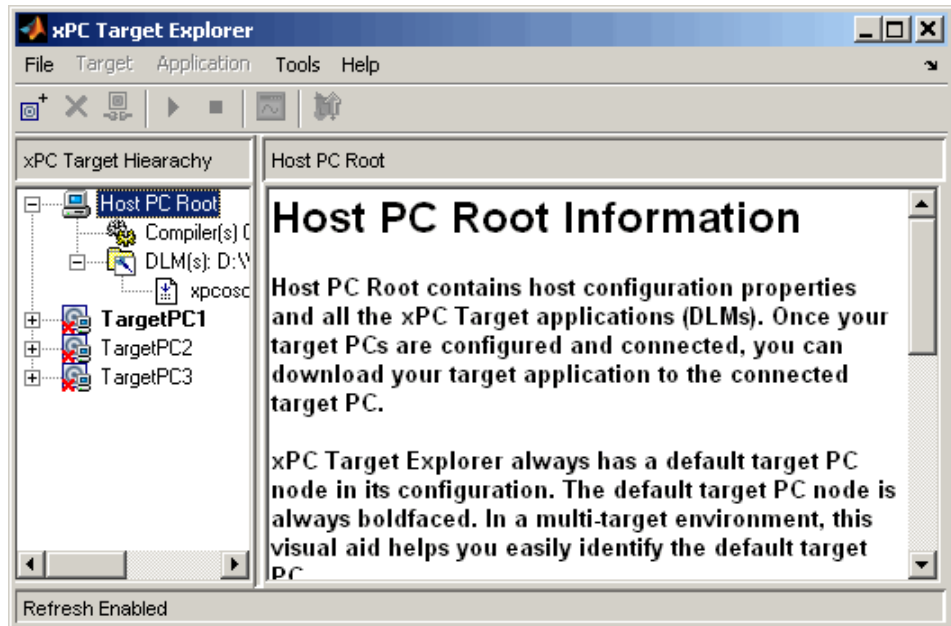 xPC Target Explorer
File Target Application Tools Help
xPC Target Hiearachy
Host PC Root
Host PC Root
Compiler(s)
DLM(s): D:\
xpcosc
TargetPC1
TargetPC2
TargetPC3
Host PC Root Information
Host PC Root contains host configuration properties
and all the xPC Target applications (DLMs). Once your
target PCs are configured and connected, you can
download your target application to the connected
target PC.
xPC Target Explorer always has a default target PC
node in its configuration. The default target PC node is
always boldfaced. In a multi-target environment, this
visual aid helps you easily identify the default target
PC
Refresh Enabled